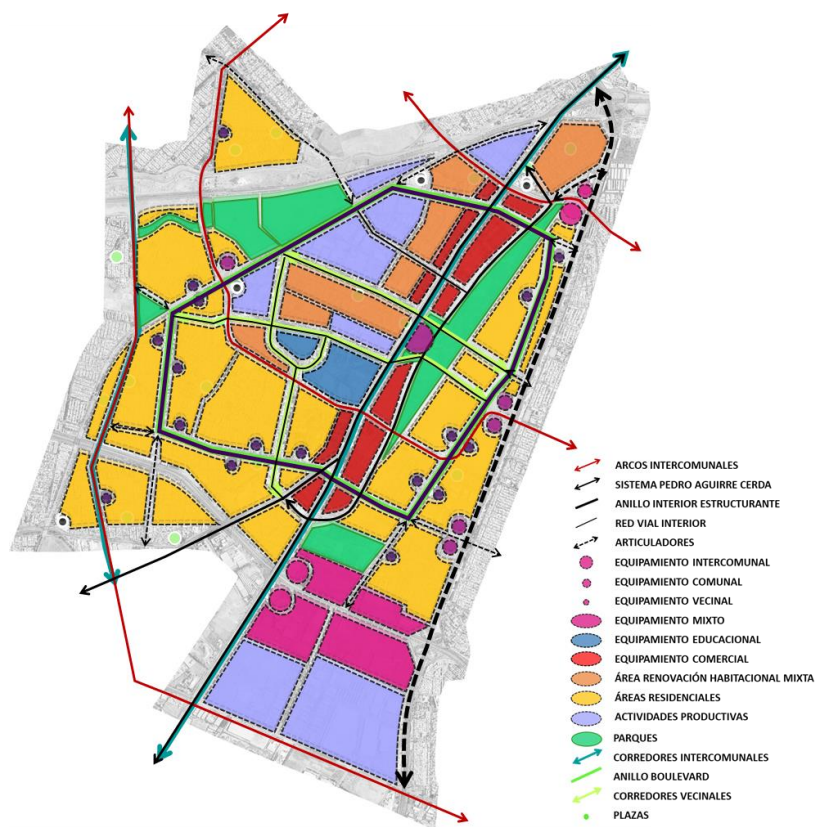 ARCOS INTERCOMUNALES
SISTEMA PEDRO AGUIRRE CERDA
ANILLO INTERIOR ESTRUCTURANTE
RED VIAL INTERIOR
ARTICULADORES
EQUIPAMIENTO INTERCOMUNAL
EQUIPAMIENTO COMUNAL
EQUIPAMIENTO VECINAL
EQUIPAMIENTO MIXTO
EQUIPAMIENTO EDUCACIONAL
EQUIPAMIENTO COMERCIAL
ÁREA RENOVACIÓN HABITACIONAL MIXTA
ÁREAS RESIDENCIALES
ACTIVIDADES PRODUCTIVAS
PARQUES
CORREDORES INTERCOMUNALES
ANILLO BOULEVARD
CORREDORES VECINALES
PLAZAS